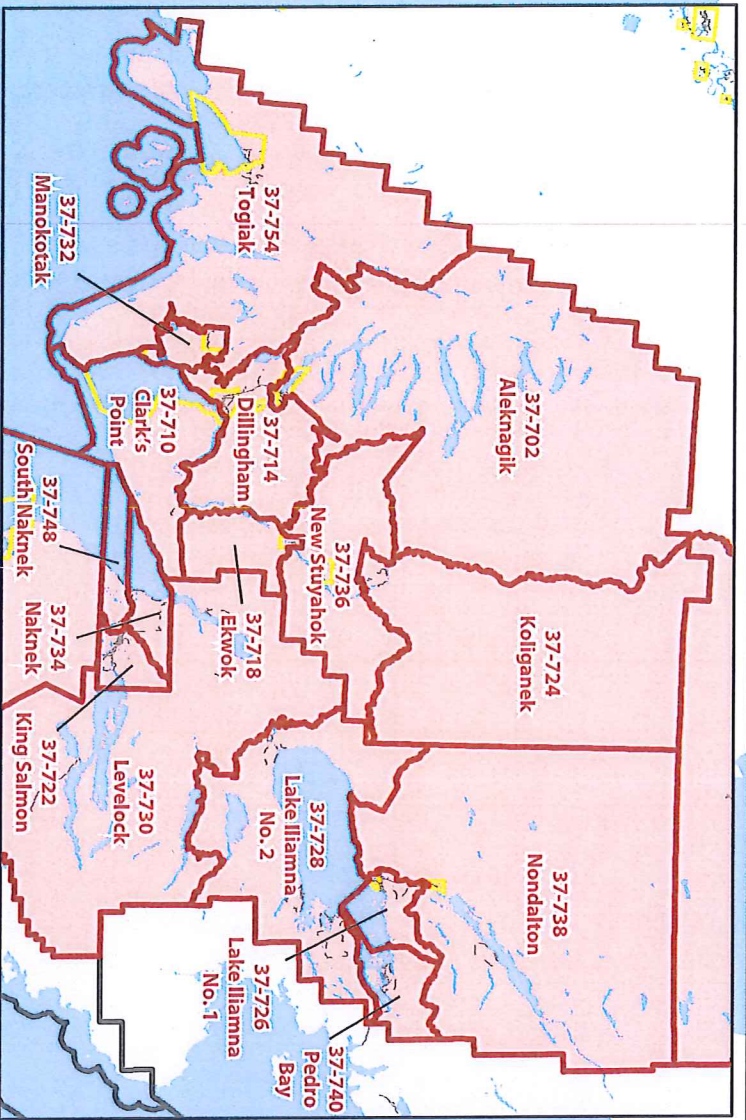 37-702
Aleknagik
37-724
Koliganek
37-738
Nondalton
37-754
Togiak
37-714
Dillingham
37-736
New Stuyahok
37-728
Lake Iliamna
No. 2
37-740
Pedro
Bay
37-726
Lake Iliamna
No. 1
37-718
Ekwok
37-710
Clark's
Point
37-730
Levelock
37-732
Manokotak
37-748
South Naknek
37-734
Naknek
37-722
King Salmon